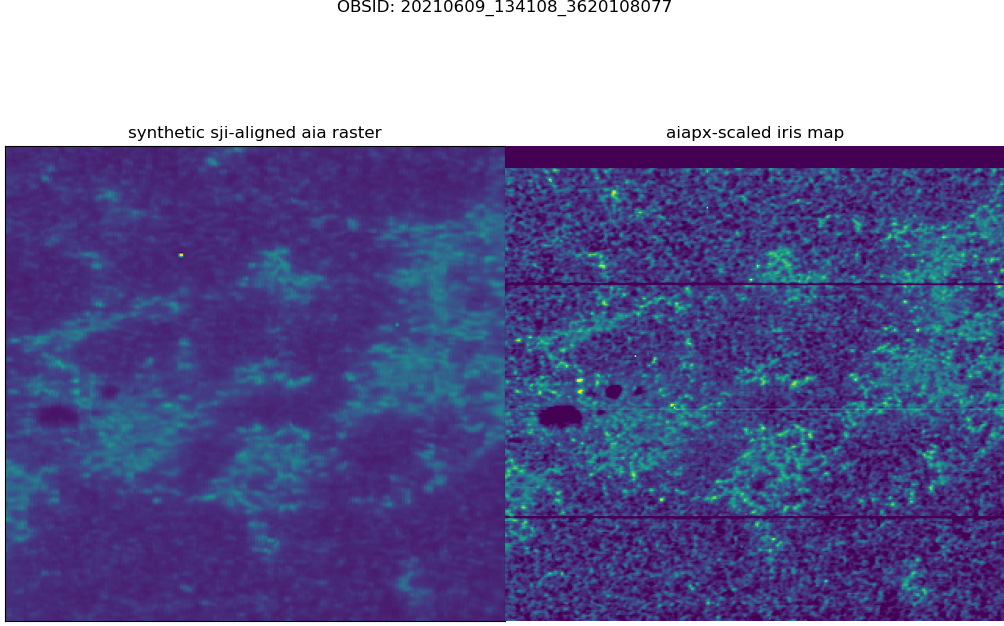 OBSID: 20210609_134108_3620108077
synthetic sji-aligned aia raster
aiapx-scaled iris map